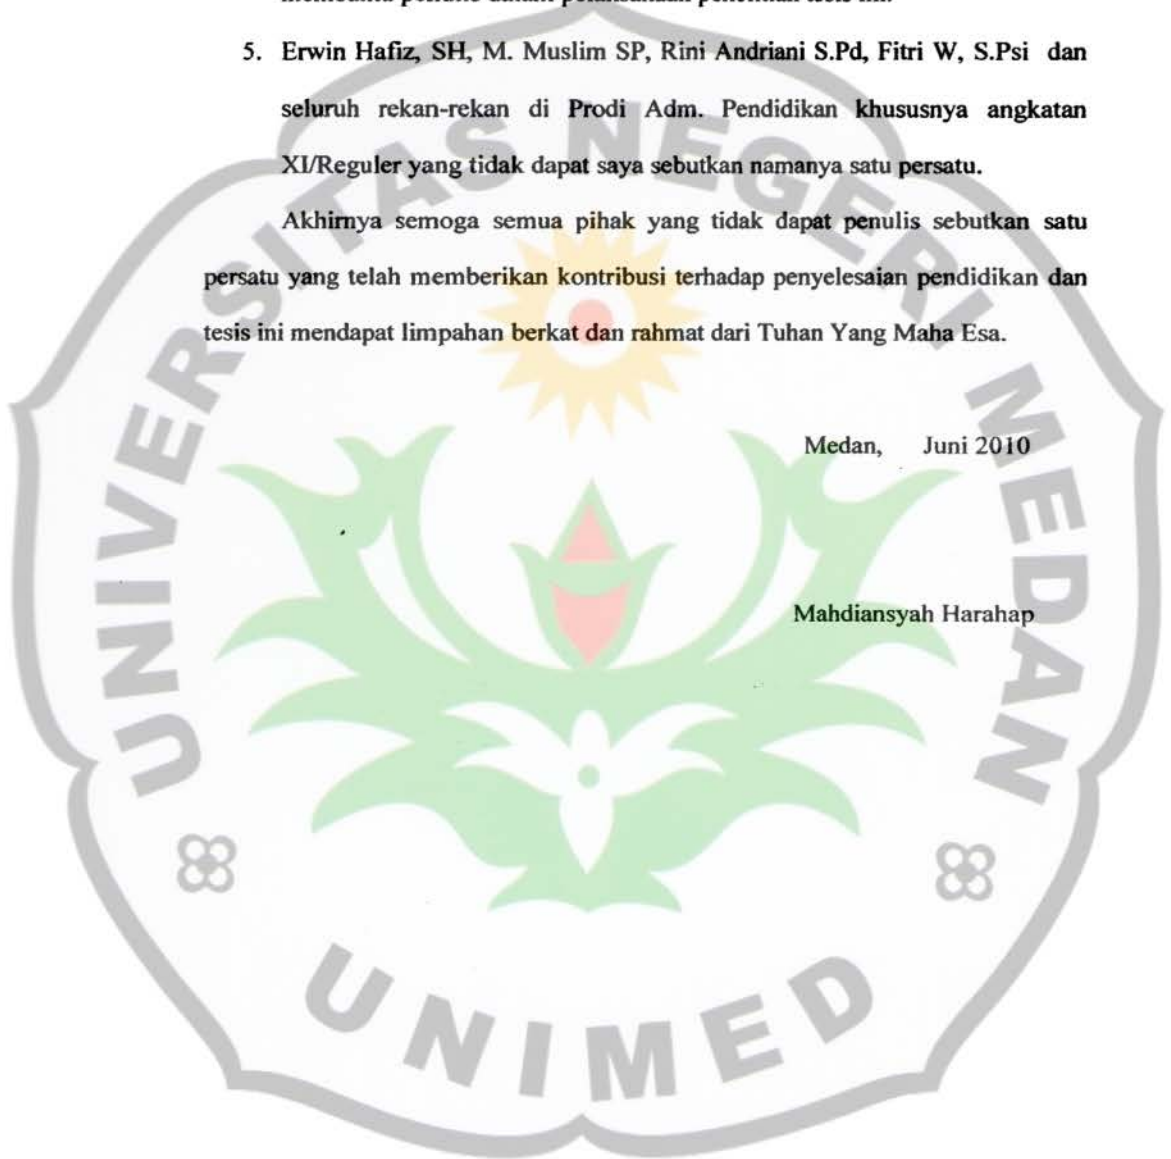 5. Erwin Hafiz, SH, M. Muslim SP, Rini Andriani S.Pd, Fitri W, S.Psi dan
seluruh rekan-rekan di Prodi Adm. Pendidikan khususnya angkatan
XI/Reguler yang tidak dapat saya sebutkan namanya satu persatu.
Akhirnya semoga semua pihak yang tidak dapat penulis sebutkan satu
persatu yang telah memberikan kontribusi terhadap penyelesaian pendidikan dan
tesis ini mendapat limpahan berkat dan rahmat dari Tuhan Yang Maha Esa.
Medan, Juni 2010
Mahdiansyah Harahap
UNIVERSITAS NEGERI MEDAN
UNIMED